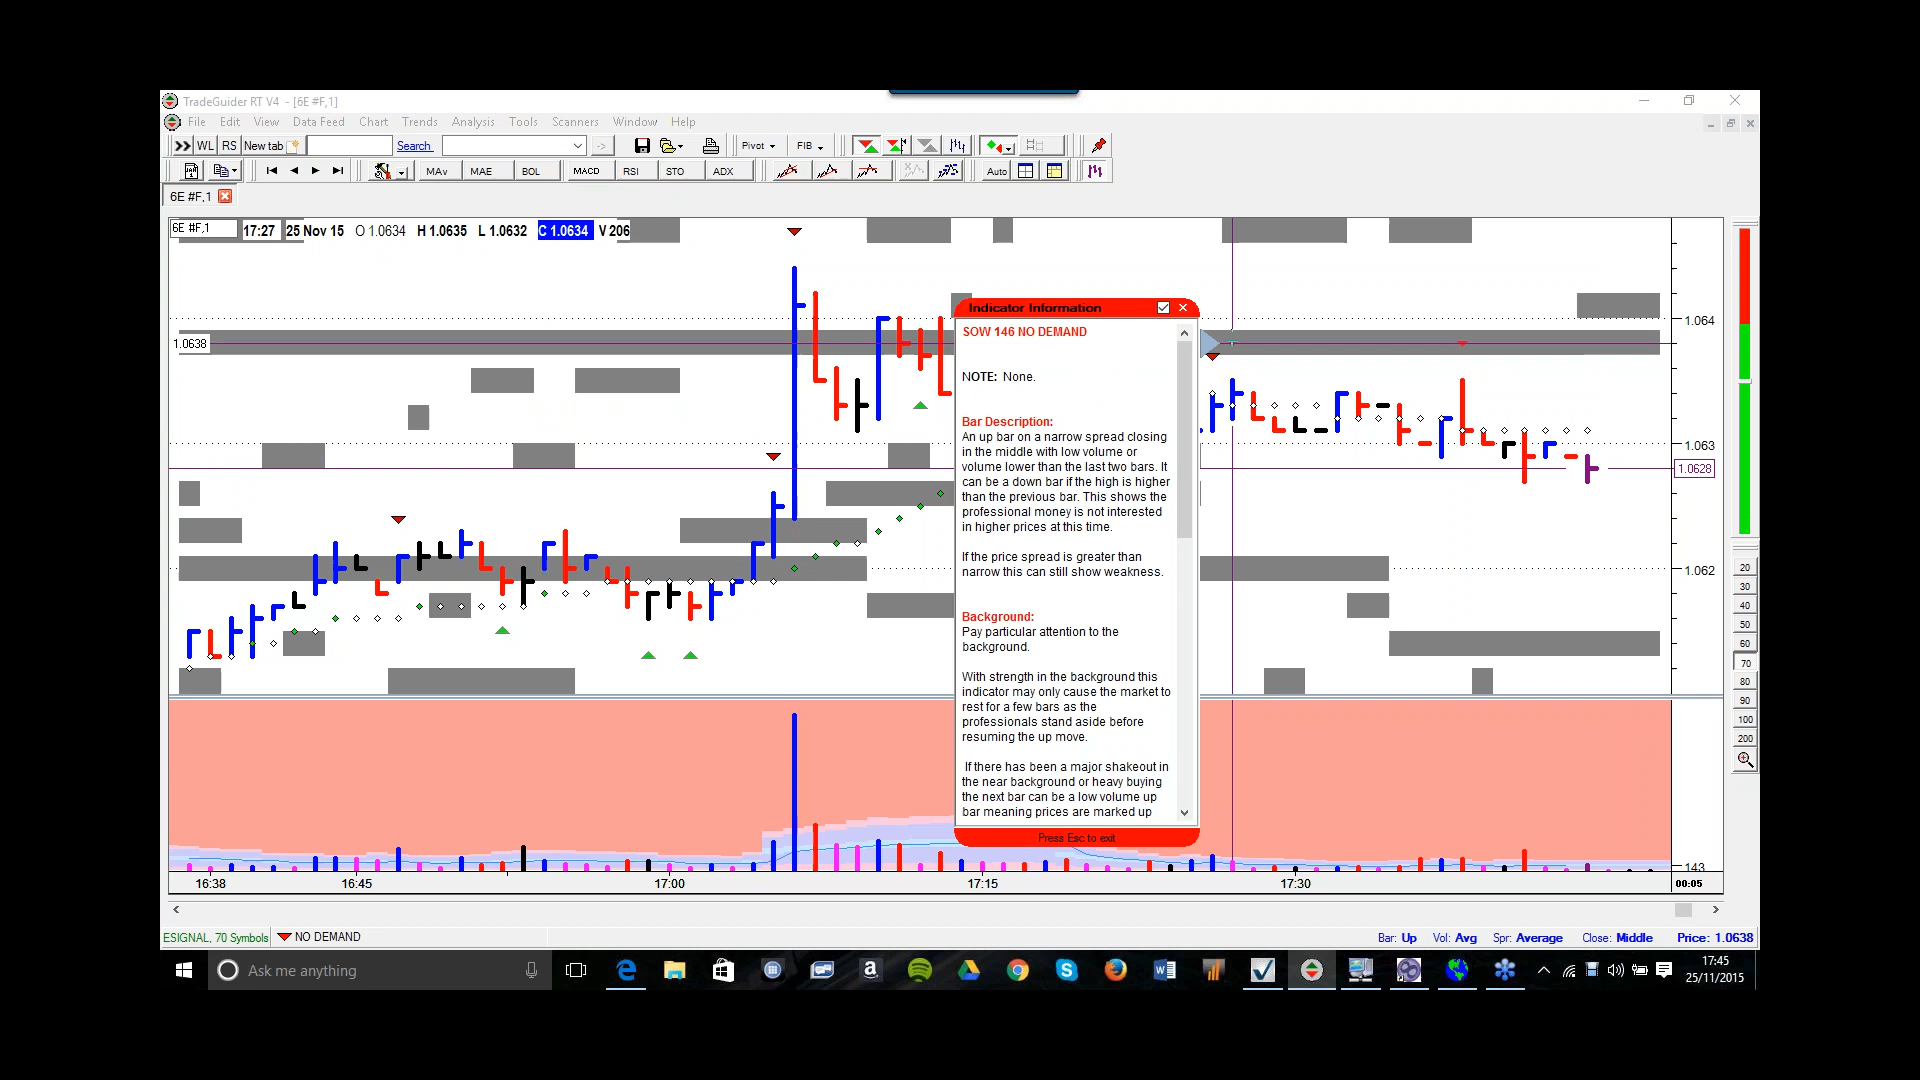 TradeGuider RT V4 - [6E #F,1]
File Edit View Data Feed Chart Trends Analysis Tools Scanners Window Help
WL RS New tab Search -> Pivot FIB
MAv MAE BOL MACD RSI STO ADX Auto
6E #F,1
6E #F,1 17:27 25 Nov 15 O 1.0634 H 1.0635 L 1.0632 C 1.0634 V 206
Indicator Information
SOW 146 NO DEMAND
NOTE: None.
Bar Description:
An up bar on a narrow spread closing
in the middle with low volume or
volume lower than the last two bars. It
can be a down bar if the high is higher
than the previous bar. This shows the
professional money is not interested
in higher prices at this time.
If the price spread is greater than
narrow this can still show weakness.
Background:
Pay particular attention to the
background.
With strength in the background this
indicator may only cause the market to
rest for a few bars as the
professionals stand aside before
resuming the up move.
If there has been a major shakeout in
the near background or heavy buying
the next bar can be a low volume up
bar meaning prices are marked up
Press Esc to exit
1.0638
1.064
1.063
1.0628
1.062
20
30
40
50
60
70
80
90
100
200
143
16:38 16:45 17:00 17:15 17:30 00:05
ESIGNAL, 70 Symbols NO DEMAND Bar: Up Vol: Avg Spr: Average Close: Middle Price: 1.0638
Ask me anything
17:45
25/11/2015